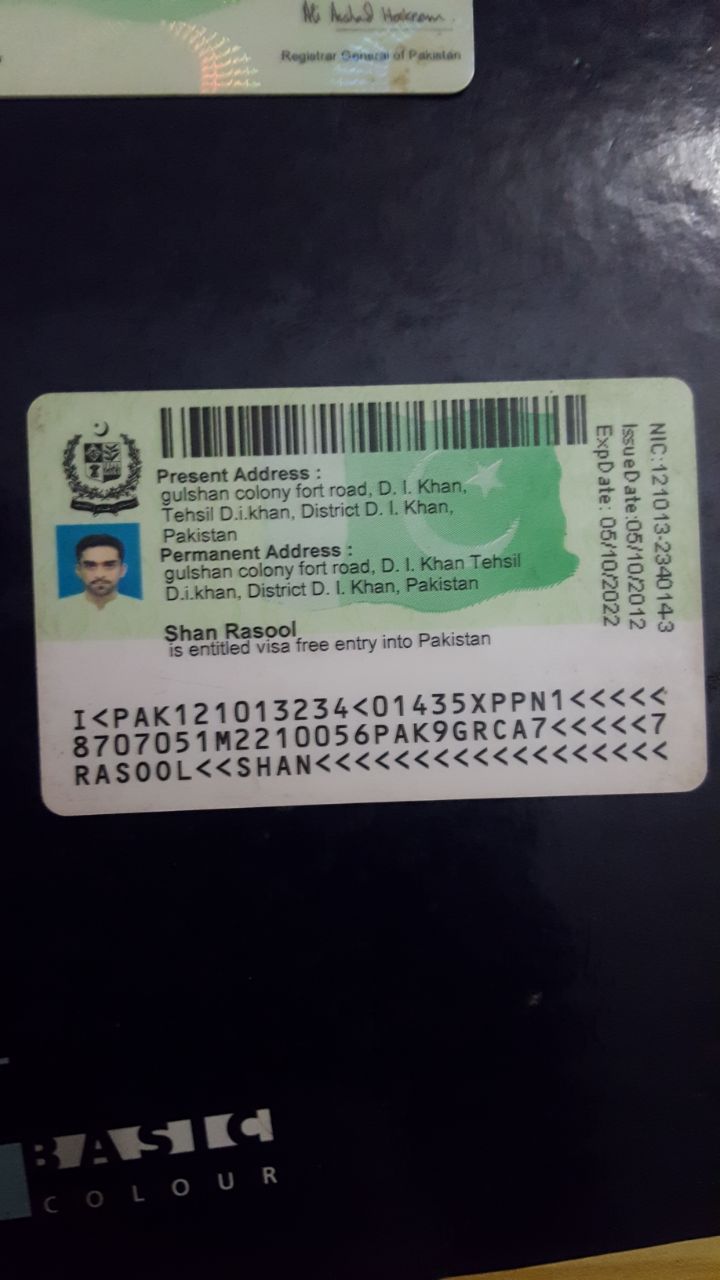 Ali Arshad Hakeem
Registrar General of Pakistan
Present Address :
gulshan colony fort road, D. I. Khan,
Tehsil D.i.khan, District D. I. Khan,
Pakistan
Permanent Address :
gulshan colony fort road, D. I. Khan Tehsil
D.i.khan, District D. I. Khan, Pakistan
Shan Rasool
is entitled visa free entry into Pakistan
NIC:121013-234014-3
IssueDate:05/10/2012
ExpDate: 05/10/2022
I<PAK121013234<01435XPPN1<<<<<
8707051M2210056PAK9GRCA7<<<<<7
RASOOL<<SHAN<<<<<<<<<<<<<<<<<<
BASIC
COLOUR